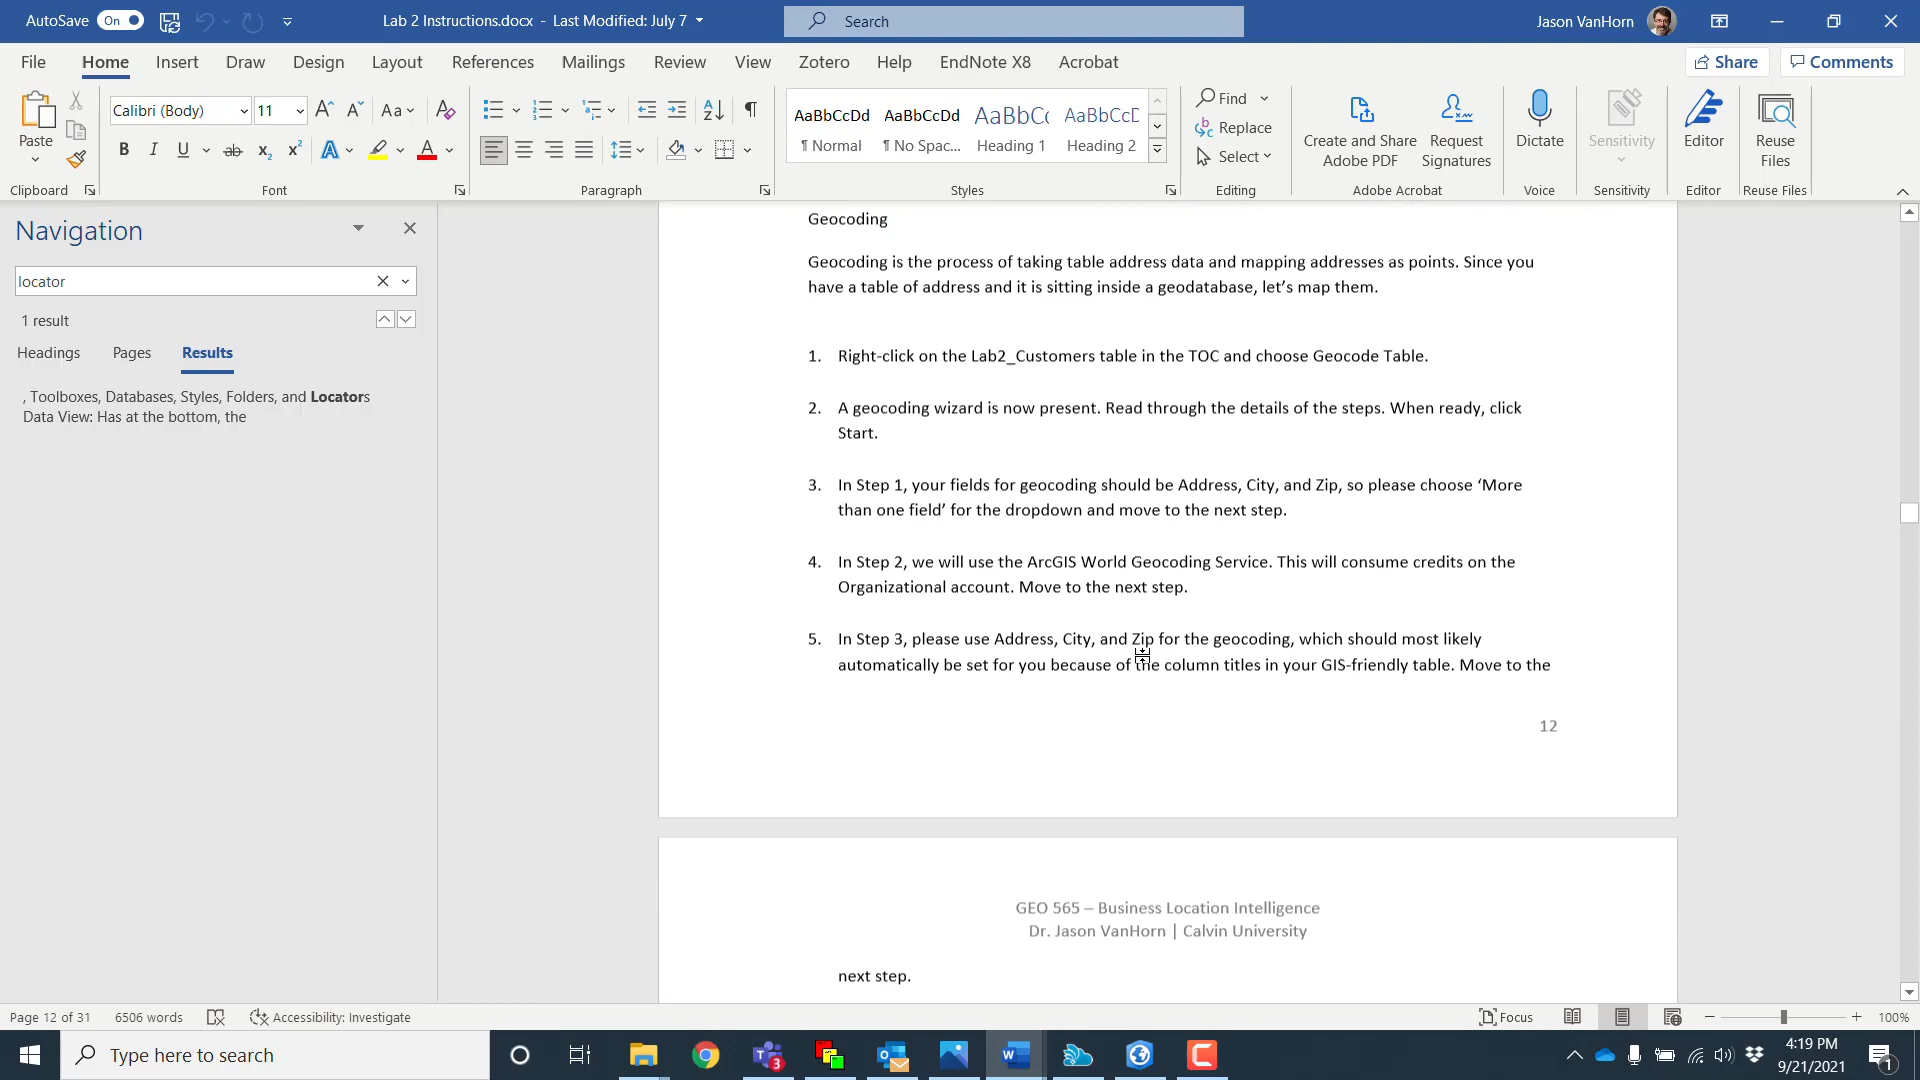 AutoSave On Lab 2 Instructions.docx - Last Modified: July 7 Search Jason VanHorn
File Home Insert Draw Design Layout References Mailings Review View Zotero Help EndNote X8 Acrobat Share Comments
Paste
Clipboard
Calibri (Body) 11 Aa
Font
Paragraph
AaBbCcDd AaBbCcDd AaBbCc AaBbCcD
¶ Normal ¶ No Spac... Heading 1 Heading 2
Styles
Find
Replace
Select
Editing
Create and Share Adobe PDF
Request Signatures
Adobe Acrobat
Dictate
Voice
Sensitivity
Sensitivity
Editor
Editor
Reuse Files
Reuse Files
Navigation
locator
1 result
Headings Pages Results
, Toolboxes, Databases, Styles, Folders, and Locators
Data View: Has at the bottom, the
Geocoding
Geocoding is the process of taking table address data and mapping addresses as points. Since you
have a table of address and it is sitting inside a geodatabase, let’s map them.
1. Right-click on the Lab2_Customers table in the TOC and choose Geocode Table.
2. A geocoding wizard is now present. Read through the details of the steps. When ready, click
Start.
3. In Step 1, your fields for geocoding should be Address, City, and Zip, so please choose ‘More
than one field’ for the dropdown and move to the next step.
4. In Step 2, we will use the ArcGIS World Geocoding Service. This will consume credits on the
Organizational account. Move to the next step.
5. In Step 3, please use Address, City, and Zip for the geocoding, which should most likely
automatically be set for you because of the column titles in your GIS-friendly table. Move to the
12
GEO 565 – Business Location Intelligence
Dr. Jason VanHorn | Calvin University
next step.
Page 12 of 31 6506 words Accessibility: Investigate Focus 100%
Type here to search
3
4:19 PM
9/21/2021
1